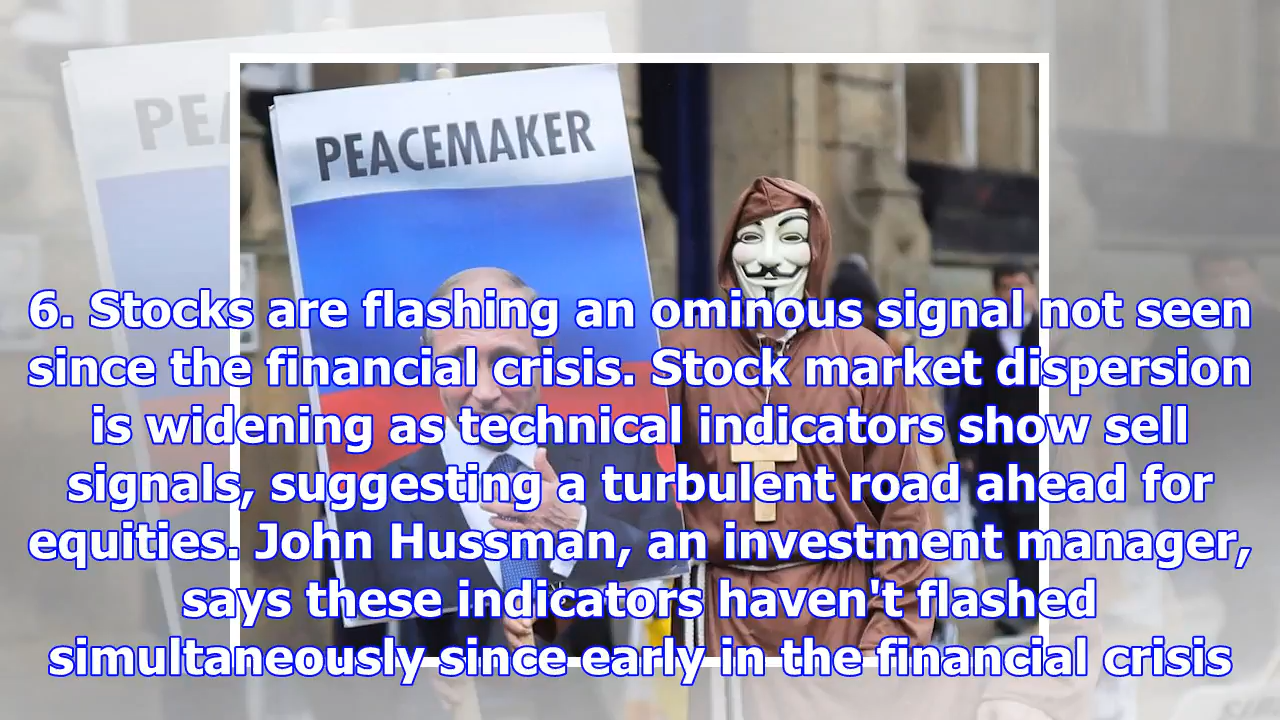 PEA
PEACEMAKER
6. Stocks are flashing an ominous signal not seen
since the financial crisis. Stock market dispersion
is widening as technical indicators show sell
signals, suggesting a turbulent road ahead for
equities. John Hussman, an investment manager,
says these indicators haven't flashed
simultaneously since early in the financial crisis